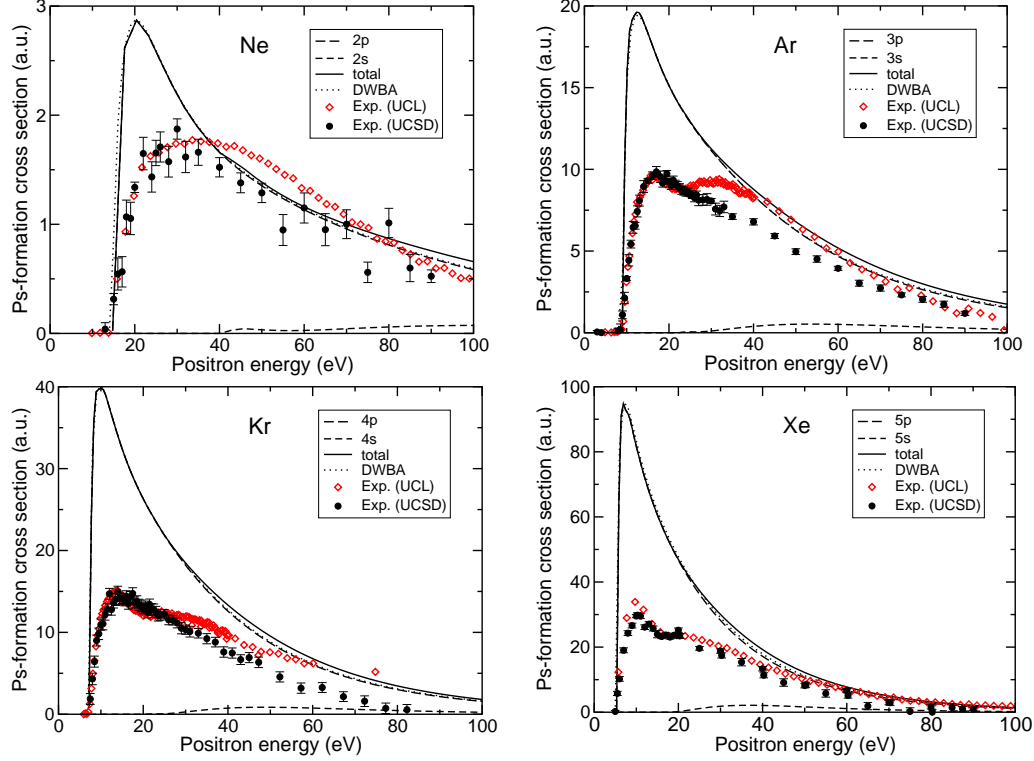 Ne
2p
2s
total
DWBA
Exp. (UCL)
Exp. (UCSD)
Ps-formation cross section (a.u.)
3
2
1
0
0 20 40 60 80 100
Positron energy (eV)
Ar
3p
3s
total
DWBA
Exp. (UCL)
Exp. (UCSD)
Ps-formation cross section (a.u.)
20
15
10
5
0
0 20 40 60 80 100
Positron energy (eV)
Kr
4p
4s
total
DWBA
Exp. (UCL)
Exp. (UCSD)
Ps-formation cross section (a.u.)
40
30
20
10
0
0 20 40 60 80 100
Positron energy (eV)
Xe
5p
5s
total
DWBA
Exp. (UCL)
Exp. (UCSD)
Ps-formation cross section (a.u.)
100
80
60
40
20
0
0 20 40 60 80 100
Positron energy (eV)